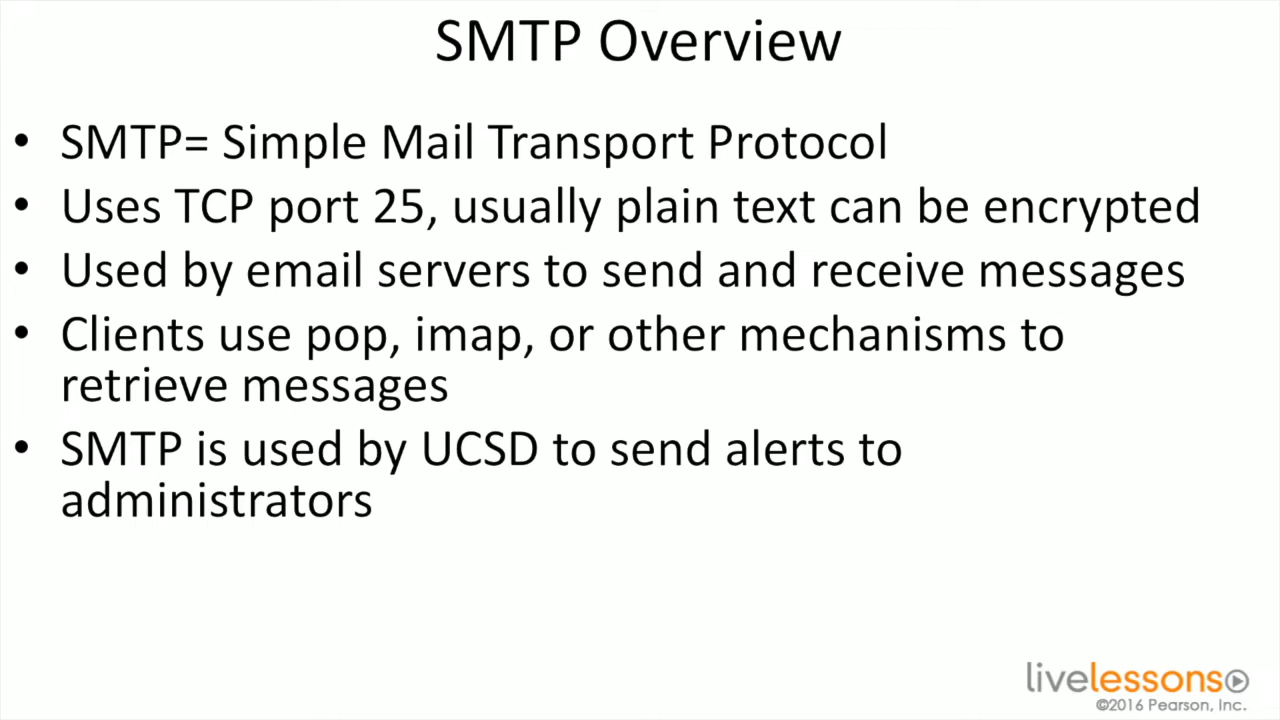 SMTP Overview
• SMTP= Simple Mail Transport Protocol
• Uses TCP port 25, usually plain text can be encrypted
• Used by email servers to send and receive messages
• Clients use pop, imap, or other mechanisms to
retrieve messages
• SMTP is used by UCSD to send alerts to
administrators
livelessons
©2016 Pearson, Inc.